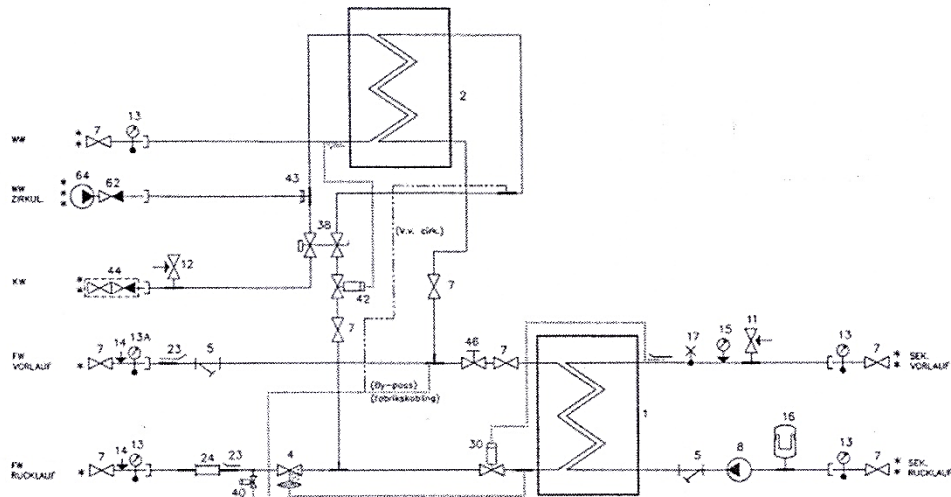 2
WW
7
13
WW
ZIRKUL.
64
62
43
(V.v. cirk.)
38
KW
44
12
42
7
7
FW
VORLAUF
7
14
13A
23
5
46
7
17
15
11
13
7
SEK.
VORLAUF
(By-pass)
(fabrikskobling)
1
FW
RÜCKLAUF
7
14
13
24
23
40
4
30
5
8
16
13
7
SEK.
RÜCKLAUF